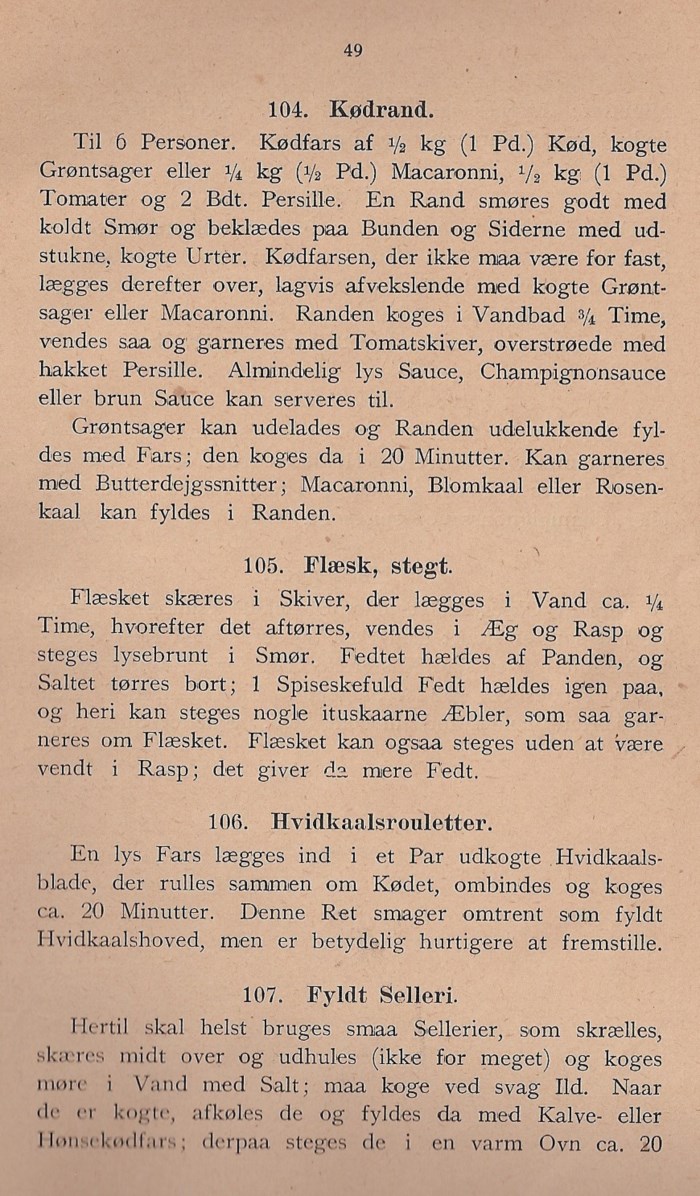 49
104. Kødrand.
Til 6 Personer. Kødfars af ½ kg (1 Pd.) Kød, kogte
Grøntsager eller ¼ kg (½ Pd.) Macaronni, ½ kg (1 Pd.)
Tomater og 2 Bdt. Persille. En Rand smøres godt med
koldt Smør og beklædes paa Bunden og Siderne med ud-
stukne, kogte Urter. Kødfarsen, der ikke maa være for fast,
lægges derefter over, lagvis afvekslende med kogte Grønt-
sager eller Macaronni. Randen koges i Vandbad ¾ Time,
vendes saa og garneres med Tomatskiver, overstrøede med
hakket Persille. Almindelig lys Sauce, Champignonsauce
eller brun Sauce kan serveres til.
Grøntsager kan udelades og Randen udelukkende fyl-
des med Fars; den koges da i 20 Minutter. Kan garneres
med Butterdejgssnitter; Macaronni, Blomkaal eller Rosen-
kaal kan fyldes i Randen.
105. Flæsk, stegt.
Flæsket skæres i Skiver, der lægges i Vand ca. ¼
Time, hvorefter det aftørres, vendes i Æg og Rasp og
steges lysebrunt i Smør. Fedtet hældes af Panden, og
Saltet tørres bort; 1 Spiseskefuld Fedt hældes igen paa,
og heri kan steges nogle ituskaarne Æbler, som saa gar-
neres om Flæsket. Flæsket kan ogsaa steges uden at være
vendt i Rasp; det giver da mere Fedt.
106. Hvidkaalsrouletter.
En lys Fars lægges ind i et Par udkogte Hvidkaals-
blade, der rulles sammen om Kødet, ombindes og koges
ca. 20 Minutter. Denne Ret smager omtrent som fyldt
Hvidkaalshoved, men er betydelig hurtigere at fremstille.
107. Fyldt Selleri.
Hertil skal helst bruges smaa Sellerier, som skrælles,
skæres midt over og udhules (ikke for meget) og koges
møre i Vand med Salt; maa koge ved svag Ild. Naar
de er kogte, afkøles de og fyldes da med Kalve- eller
Hønsekødfars; derpaa steges de i en varm Ovn ca. 20